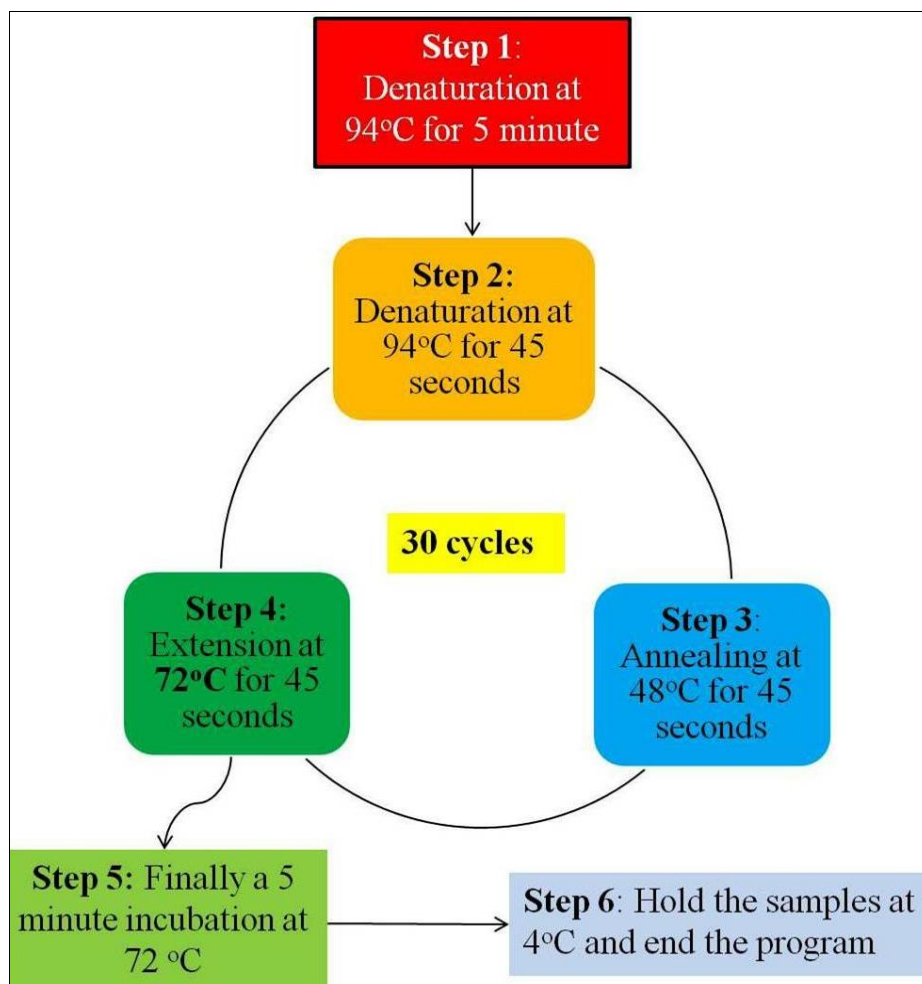 Step 1:
Denaturation at
94°C for 5 minute
Step 2:
Denaturation at
94°C for 45
seconds
30 cycles
Step 4:
Extension at
72°C for 45
seconds
Step 3:
Annealing at
48°C for 45
seconds
Step 5: Finally a 5
minute incubation at
72 °C
Step 6: Hold the samples at
4°C and end the program